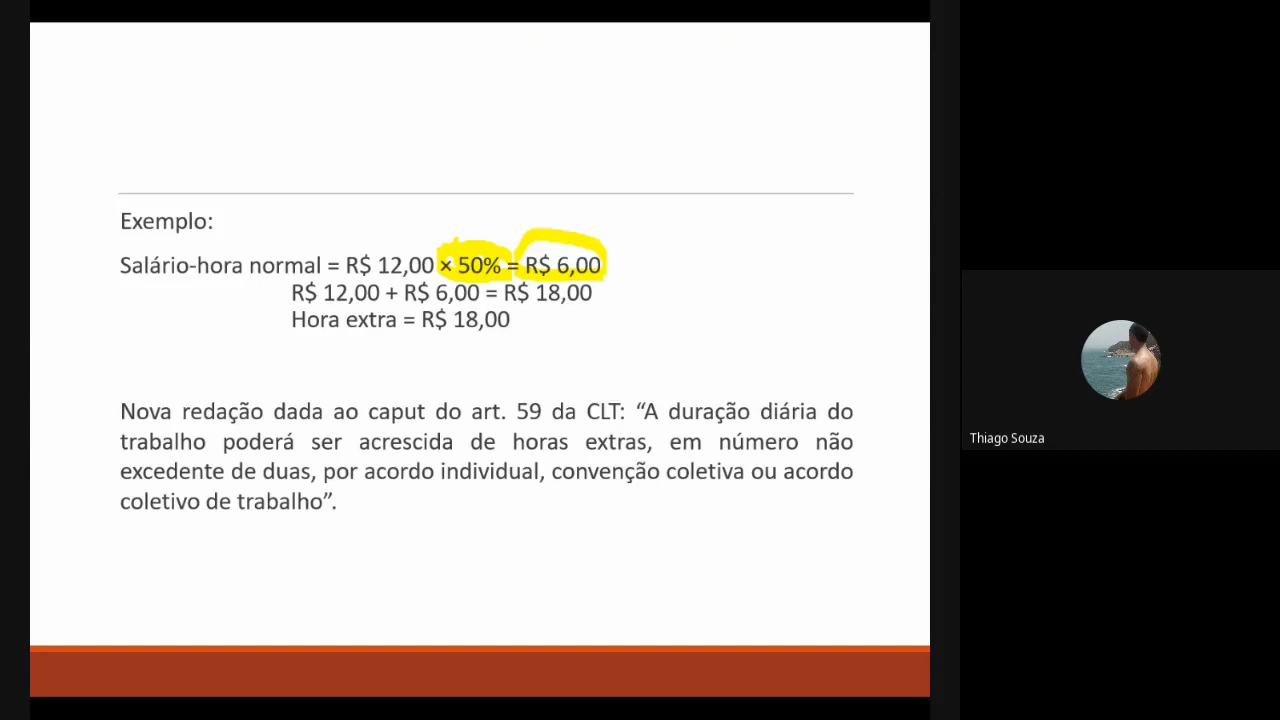 Exemplo:
Salário-hora normal = R$ 12,00 × 50% = R$ 6,00
R$ 12,00 + R$ 6,00 = R$ 18,00
Hora extra = R$ 18,00
Nova redação dada ao caput do art. 59 da CLT: “A duração diária do
trabalho poderá ser acrescida de horas extras, em número não
excedente de duas, por acordo individual, convenção coletiva ou acordo
coletivo de trabalho”.
Thiago Souza